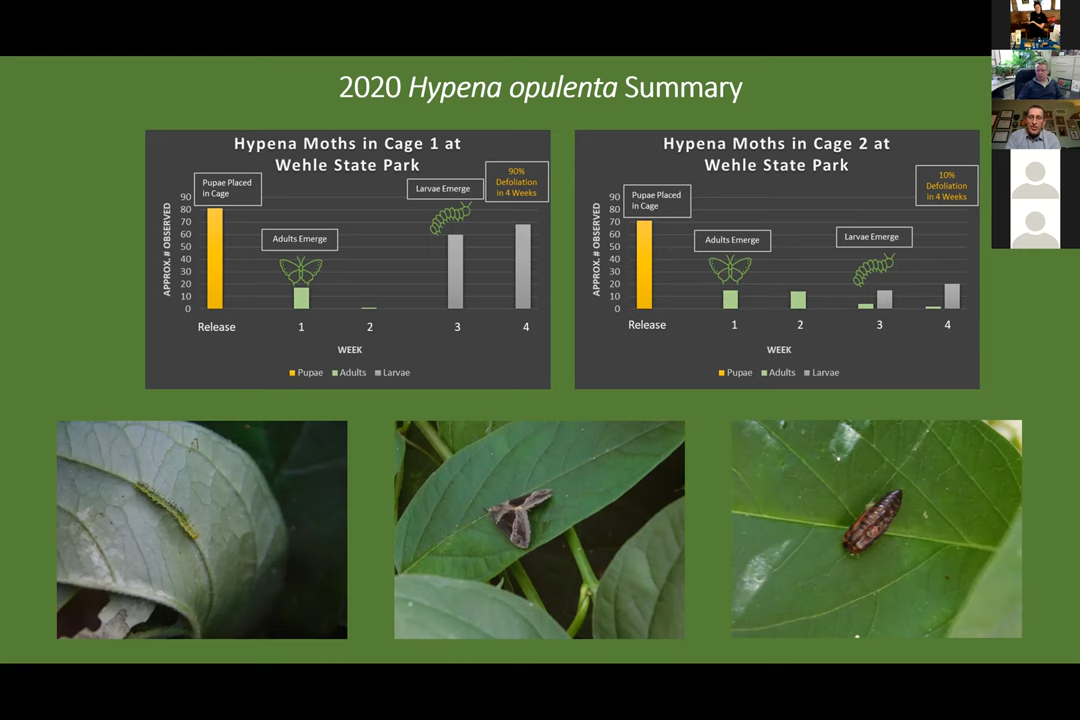 2020 Hypena opulenta Summary
Hypena Moths in Cage 1 at
Wehle State Park
90%
Defoliation
in 4 Weeks
Pupae Placed
in Cage
Larvae Emerge
Adults Emerge
APPROX. # OBSERVED
90
80
70
60
50
40
30
20
10
0
Release
1
2
3
4
WEEK
Pupae
Adults
Larvae
Hypena Moths in Cage 2 at
Wehle State Park
10%
Defoliation
in 4 Weeks
Pupae Placed
in Cage
Adults Emerge
Larvae Emerge
APPROX. # OBSERVED
90
80
70
60
50
40
30
20
10
0
Release
1
2
3
4
WEEK
Pupae
Adults
Larvae